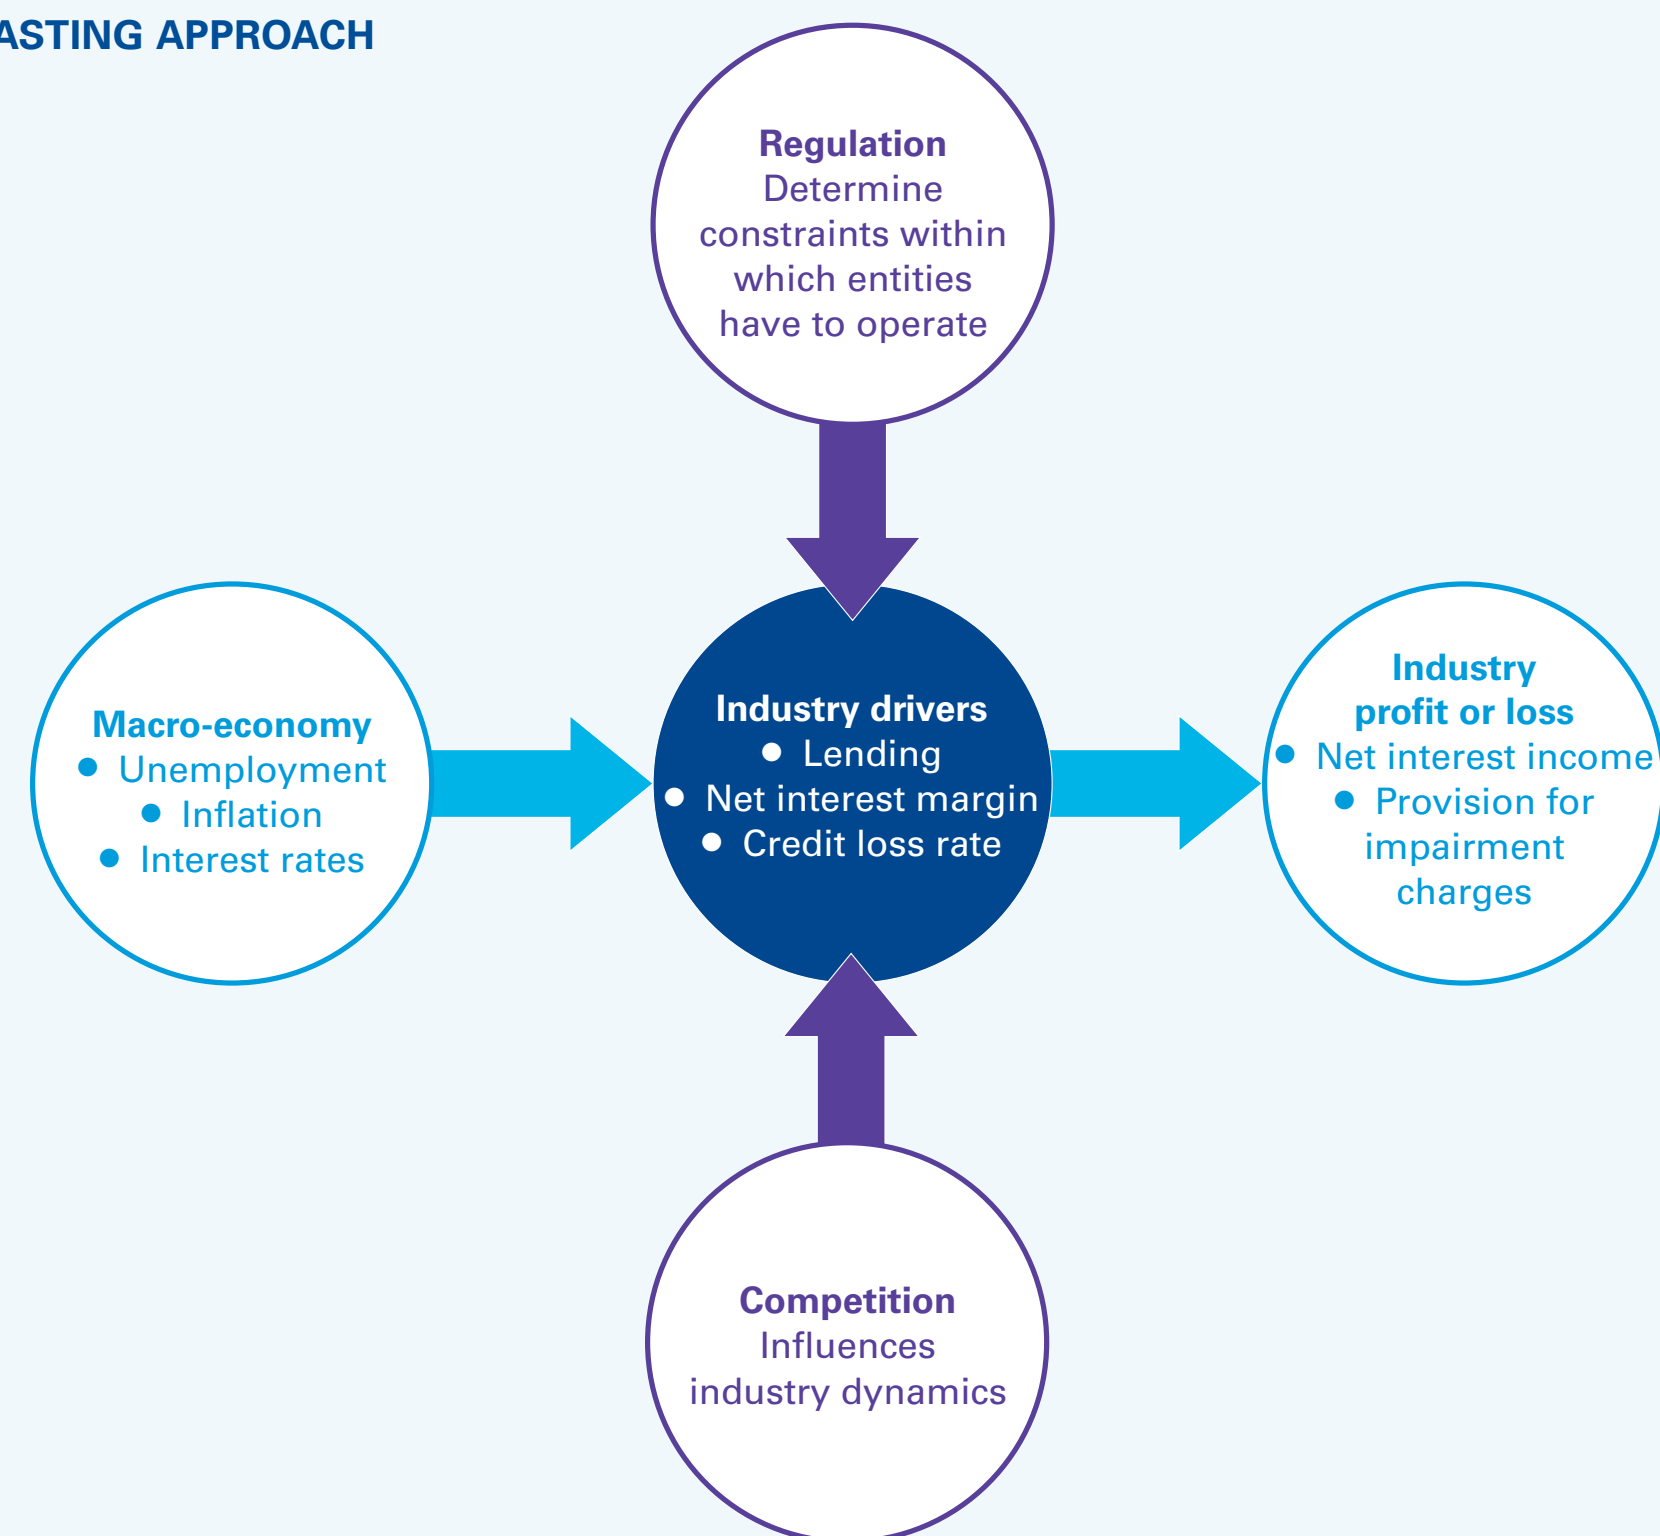 ASTING APPROACH
Regulation
Determine
constraints within
which entities
have to operate
Macro-economy
● Unemployment
● Inflation
● Interest rates
Industry drivers
● Lending
● Net interest margin
● Credit loss rate
Industry
profit or loss
● Net interest income
● Provision for
impairment
charges
Competition
Influences
industry dynamics